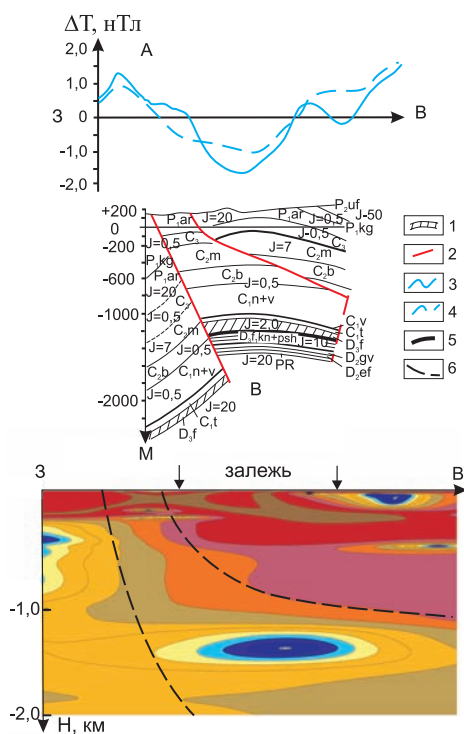 ΔT, нТл
А
2,0
1,0
З 0 В
-1,0
-2,0
+200
0
-200
-600
-1000
-2000
М
P₂uf
P₁ar J=20 P₁ar J=0,5 J-50
P₁kg
J=0,5 C₃ J-0,5 C₃
J=7 C₂m
P₁kg C₂m
P₁ar C₂b C₂b
J=20 J=0,5
C₃ C₁n+v
J=0,5
C₂m J=2,0 C₁v
C₁t
D₃f,kn+psh J=10 D₃f
J=7 J=0,5 J=20 PR D₂gv
C₂b C₁n+v D₂ef
В
J=0,5 J=20
C₁t
D₃f
1
2
3
4
5
6
З залежь В
-1,0
-2,0 Н, км